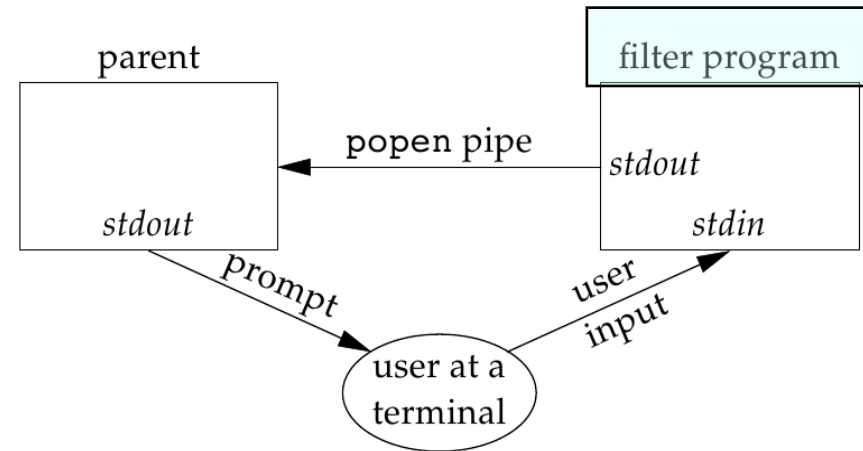 parent
filter program
popen pipe
stdout
stdout
stdin
prompt
user
input
user at a
terminal